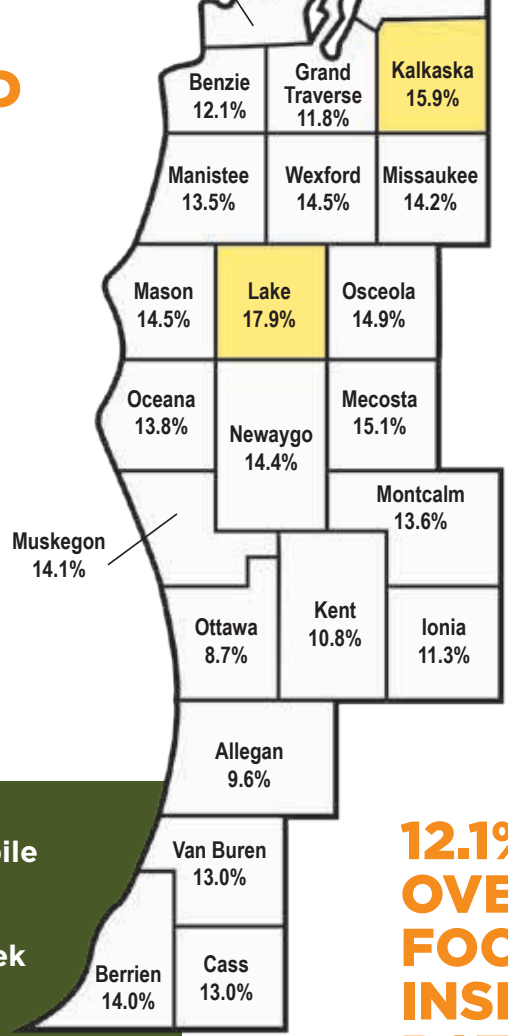 Benzie
12.1%
Grand
Traverse
11.8%
Kalkaska
15.9%
Manistee
13.5%
Wexford
14.5%
Missaukee
14.2%
Mason
14.5%
Lake
17.9%
Osceola
14.9%
Oceana
13.8%
Newaygo
14.4%
Mecosta
15.1%
Montcalm
13.6%
Muskegon
14.1%
Ottawa
8.7%
Kent
10.8%
Ionia
11.3%
Allegan
9.6%
Van Buren
13.0%
Berrien
14.0%
Cass
13.0%
12.1%